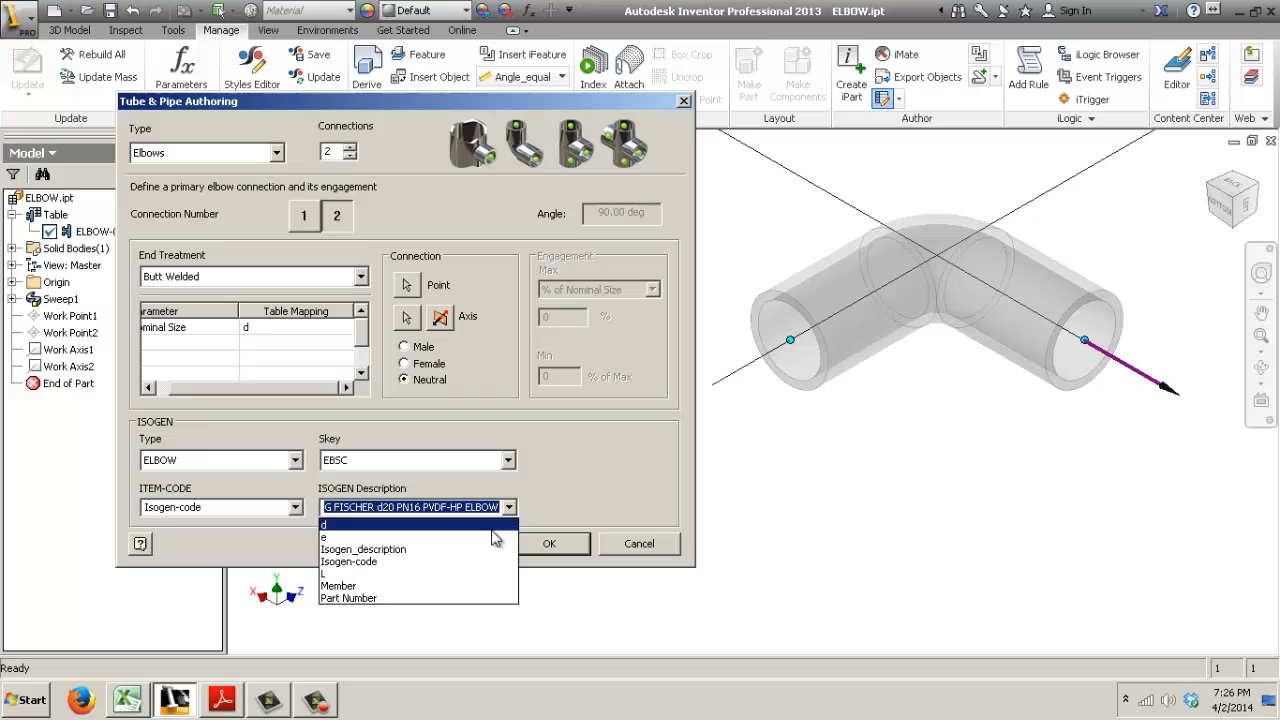 Material
Default
Autodesk Inventor Professional 2013 ELBOW.ipt
Sign In
PRO
3D Model
Inspect
Tools
Manage
View
Environments
Get Started
Online
Update
Rebuild All
Update Mass
Update
fx
Parameters
Styles Editor
Save
Update
Derive
Feature
Insert Object
Insert iFeature
Angle_equal
Index
Attach
Box Crop
Uncrop
Point
Make Part
Make Components
Layout
Create iPart
iMate
Export Objects
Author
Add Rule
iLogic Browser
Event Triggers
iTrigger
iLogic
Editor
Content Center
Web
Tube & Pipe Authoring
Type
Elbows
Connections
2
Define a primary elbow connection and its engagement
Connection Number
1
2
Angle:
90.00 deg
End Treatment
Butt Welded
arameter
Table Mapping
minal Size
d
Connection
Point
Axis
Male
Female
Neutral
Engagement
Max
% of Nominal Size
0
%
Min
0
% of Max
ISOGEN
Type
ELBOW
Skey
EBSC
ITEM-CODE
Isogen-code
ISOGEN Description
G FISCHER d20 PN16 PVDF-HP ELBOW
d
e
Isogen_description
Isogen-code
L
Member
Part Number
OK
Cancel
Model
ELBOW.ipt
Table
ELBOW-
Solid Bodies(1)
View: Master
Origin
Sweep1
Work Point1
Work Point2
Work Axis1
Work Axis2
End of Part
BACK
BOTTOM
X
Y
Z
Ready
1
1
Start
PRO
7:26 PM
4/2/2014